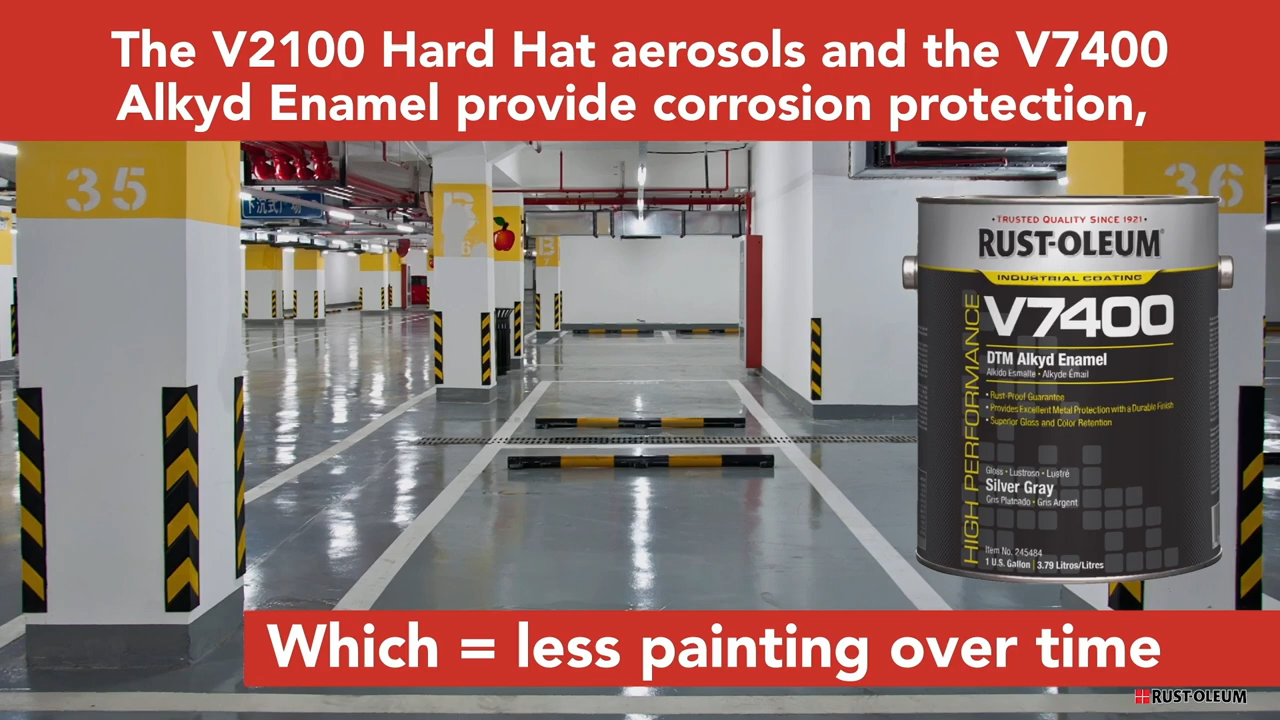 The V2100 Hard Hat aerosols and the V7400
Alkyd Enamel provide corrosion protection,
35
36
B
TRUSTED QUALITY SINCE 1921
RUST-OLEUM
INDUSTRIAL COATING
HIGH PERFORMANCE
V7400
DTM Alkyd Enamel
Alkido Esmalte • Alkyde Émail
• Rust-Proof Guarantee
• Provides Excellent Metal Protection with a Durable Finish
• Superior Gloss and Color Retention
Gloss • Lustroso • Lustré
Silver Gray
Gris Plateado • Gris Argent
Item No. 245484
1 U.S. Gallon | 3.79 Litros/Litres
Which = less painting over time
RUST-OLEUM